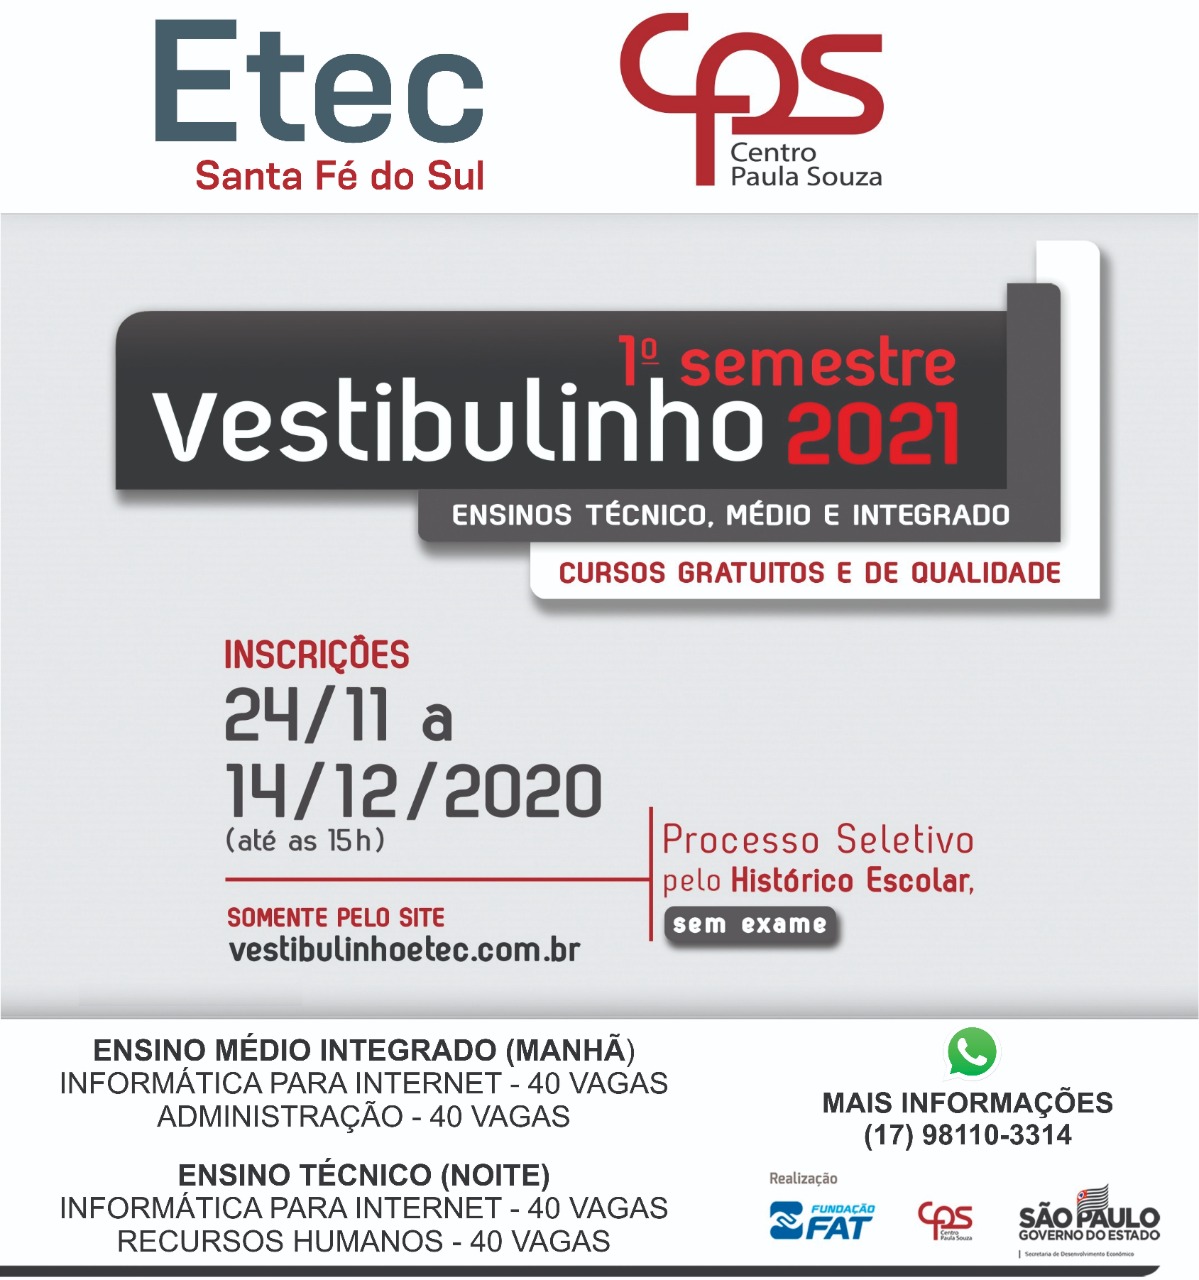 Etec
Santa Fé do Sul
CPS
Centro
Paula Souza
1º semestre
Vestibulinho 2021
ENSINOS TÉCNICO, MÉDIO E INTEGRADO
CURSOS GRATUITOS E DE QUALIDADE
INSCRIÇÕES
24/11 a
14/12/2020
(até as 15h)
SOMENTE PELO SITE
vestibulinhoetec.com.br
Processo Seletivo
pelo Histórico Escolar,
sem exame
ENSINO MÉDIO INTEGRADO (MANHÃ)
INFORMÁTICA PARA INTERNET - 40 VAGAS
ADMINISTRAÇÃO - 40 VAGAS
ENSINO TÉCNICO (NOITE)
INFORMÁTICA PARA INTERNET - 40 VAGAS
RECURSOS HUMANOS - 40 VAGAS
MAIS INFORMAÇÕES
(17) 98110-3314
Realização
FUNDAÇÃO
FAT
CPS
Centro
Paula Souza
SÃO PAULO
GOVERNO DO ESTADO
Secretaria de Desenvolvimento Econômico